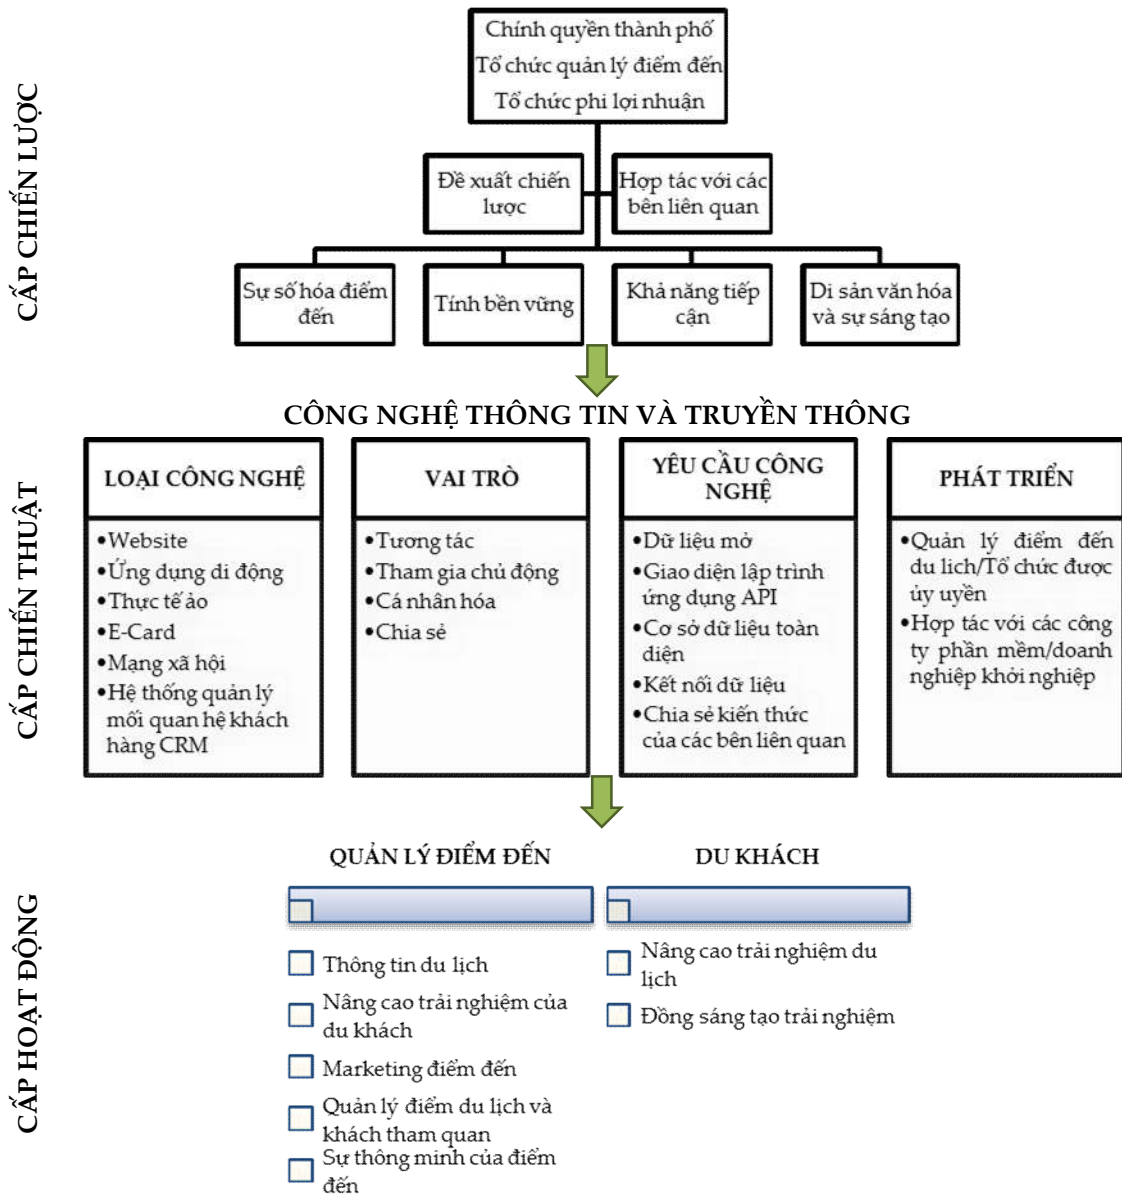 CẤP CHIẾN LƯỢC
Chính quyền thành phố
Tổ chức quản lý điểm đến
Tổ chức phi lợi nhuận
Đề xuất chiến
lược
Hợp tác với các
bên liên quan
Sự số hóa điểm
đến
Tính bền vững
Khả năng tiếp
cận
Di sản văn hóa
và sự sáng tạo
CÔNG NGHỆ THÔNG TIN VÀ TRUYỀN THÔNG
CẤP CHIẾN THUẬT
LOẠI CÔNG NGHỆ
•Website
•Ứng dụng di động
•Thực tế ảo
•E-Card
•Mạng xã hội
•Hệ thống quản lý
mối quan hệ khách
hàng CRM
VAI TRÒ
•Tương tác
•Tham gia chủ động
•Cá nhân hóa
•Chia sẻ
YÊU CẦU CÔNG
NGHỆ
•Dữ liệu mở
•Giao diện lập trình
ứng dụng API
•Cơ sở dữ liệu toàn
diện
•Kết nối dữ liệu
•Chia sẻ kiến thức
của các bên liên quan
PHÁT TRIỂN
•Quản lý điểm đến
du lich/Tổ chức được
ủy uyền
•Hợp tác với các công
ty phần mềm/doanh
nghiệp khởi nghiệp
CẤP HOẠT ĐỘNG
QUẢN LÝ ĐIỂM ĐẾN
Thông tin du lịch
Nâng cao trải nghiệm của
du khách
Marketing điểm đến
Quản lý điểm du lịch và
khách tham quan
Sự thông minh của điểm
đến
DU KHÁCH
Nâng cao trải nghiệm du
lịch
Đồng sáng tạo trải nghiệm